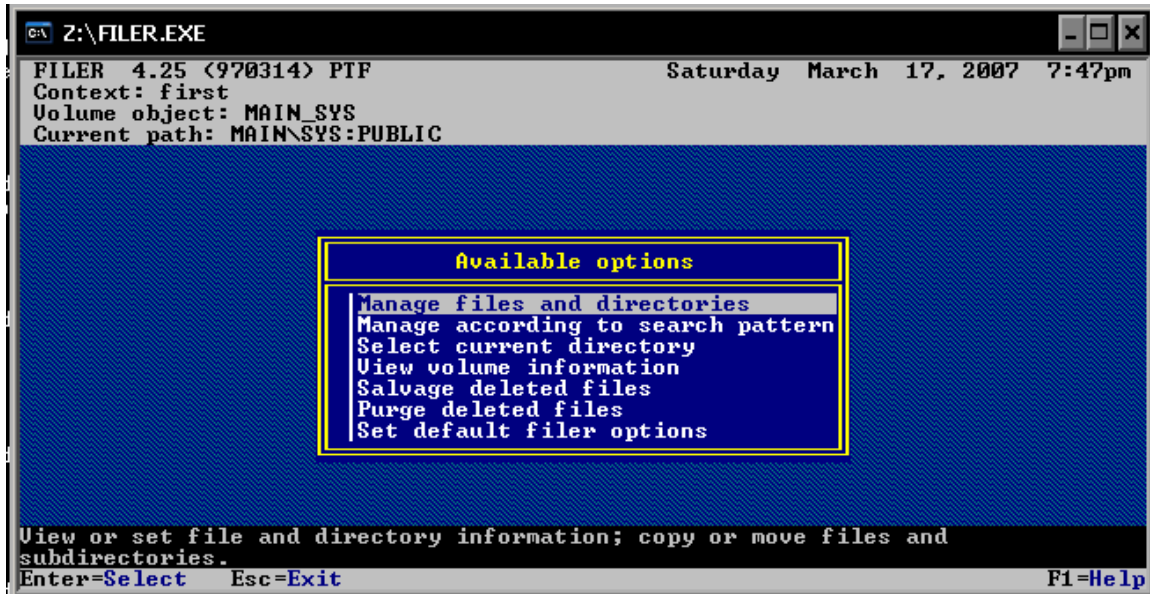 Z:\FILER.EXE
FILER 4.25 (970314) PTF Saturday March 17, 2007 7:47pm
Context: first
Volume object: MAIN_SYS
Current path: MAIN\SYS:PUBLIC
Available options
Manage files and directories
Manage according to search pattern
Select current directory
View volume information
Salvage deleted files
Purge deleted files
Set default filer options
View or set file and directory information; copy or move files and
subdirectories.
Enter=Select Esc=Exit F1=Help